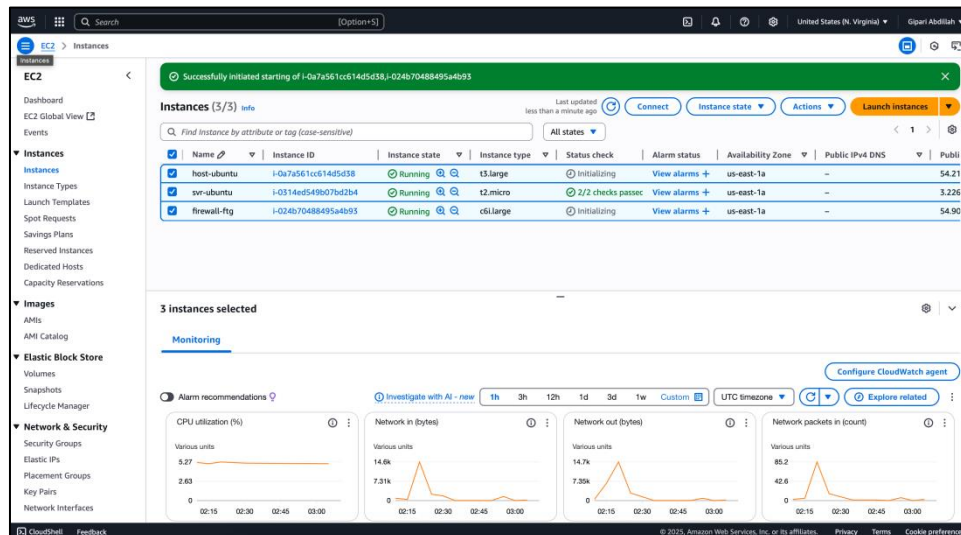 aws
Search [Option+S] United States (N. Virginia) Gipari Abdillah
EC2 > Instances
Instances
EC2
Dashboard
EC2 Global View
Events
Instances
Instances
Instance Types
Launch Templates
Spot Requests
Savings Plans
Reserved Instances
Dedicated Hosts
Capacity Reservations
Images
AMIs
AMI Catalog
Elastic Block Store
Volumes
Snapshots
Lifecycle Manager
Network & Security
Security Groups
Elastic IPs
Placement Groups
Key Pairs
Network Interfaces
Successfully initiated starting of i-0a7a561cc614d5d38,i-024b70488495a4b93
Instances (3/3) Info
Last updated
less than a minute ago
Connect Instance state Actions Launch instances
Find Instance by attribute or tag (case-sensitive) All states 1
Name Instance ID Instance state Instance type Status check Alarm status Availability Zone Public IPv4 DNS Publi
host-ubuntu i-0a7a561cc614d5d38 Running t3.large Initializing View alarms + us-east-1a – 54.21
svr-ubuntu i-0314ed549b07bd2b4 Running t2.micro 2/2 checks passec View alarms + us-east-1a – 3.226
firewall-ftg i-024b70488495a4b93 Running c6i.large Initializing View alarms + us-east-1a – 54.90
3 instances selected
Monitoring
Configure CloudWatch agent
Alarm recommendations Investigate with AI - new 1h 3h 12h 1d 3d 1w Custom UTC timezone Explore related
CPU utilization (%)
Various units
5.27
2.63
0
02:15 02:30 02:45 03:00
Network in (bytes)
Various units
14.6k
7.31k
0
02:15 02:30 02:45 03:00
Network out (bytes)
Various units
14.7k
7.35k
0
02:15 02:30 02:45 03:00
Network packets in (count)
Various units
85.2
42.6
0
02:15 02:30 02:45 03:00
CloudShell Feedback © 2025, Amazon Web Services, Inc. or its affiliates. Privacy Terms Cookie preference